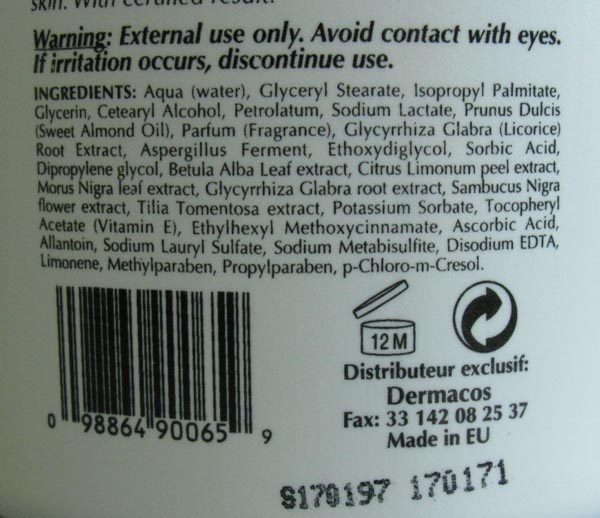 skin. With certified result.
Warning: External use only. Avoid contact with eyes.
If irritation occurs, discontinue use.
INGREDIENTS: Aqua (water), Glyceryl Stearate, Isopropyl Palmitate,
Glycerin, Cetearyl Alcohol, Petrolatum, Sodium Lactate, Prunus Dulcis
(Sweet Almond Oil), Parfum (Fragrance), Glycyrrhiza Glabra (Licorice)
Root Extract, Aspergillus Ferment, Ethoxydiglycol, Sorbic Acid,
Dipropylene glycol, Betula Alba Leaf extract, Citrus Limonum peel extract,
Morus Nigra leaf extract, Glycyrrhiza Glabra root extract, Sambucus Nigra
flower extract, Tilia Tomentosa extract, Potassium Sorbate, Tocopheryl
Acetate (Vitamin E), Ethylhexyl Methoxycinnamate, Ascorbic Acid,
Allantoin, Sodium Lauryl Sulfate, Sodium Metabisulfite, Disodium EDTA,
Limonene, Methylparaben, Propylparaben, p-Chloro-m-Cresol.
12 M
Distributeur exclusif:
Dermacos
Fax: 33 142 08 25 37
Made in EU
0 98864 90065 9
S170197 170171